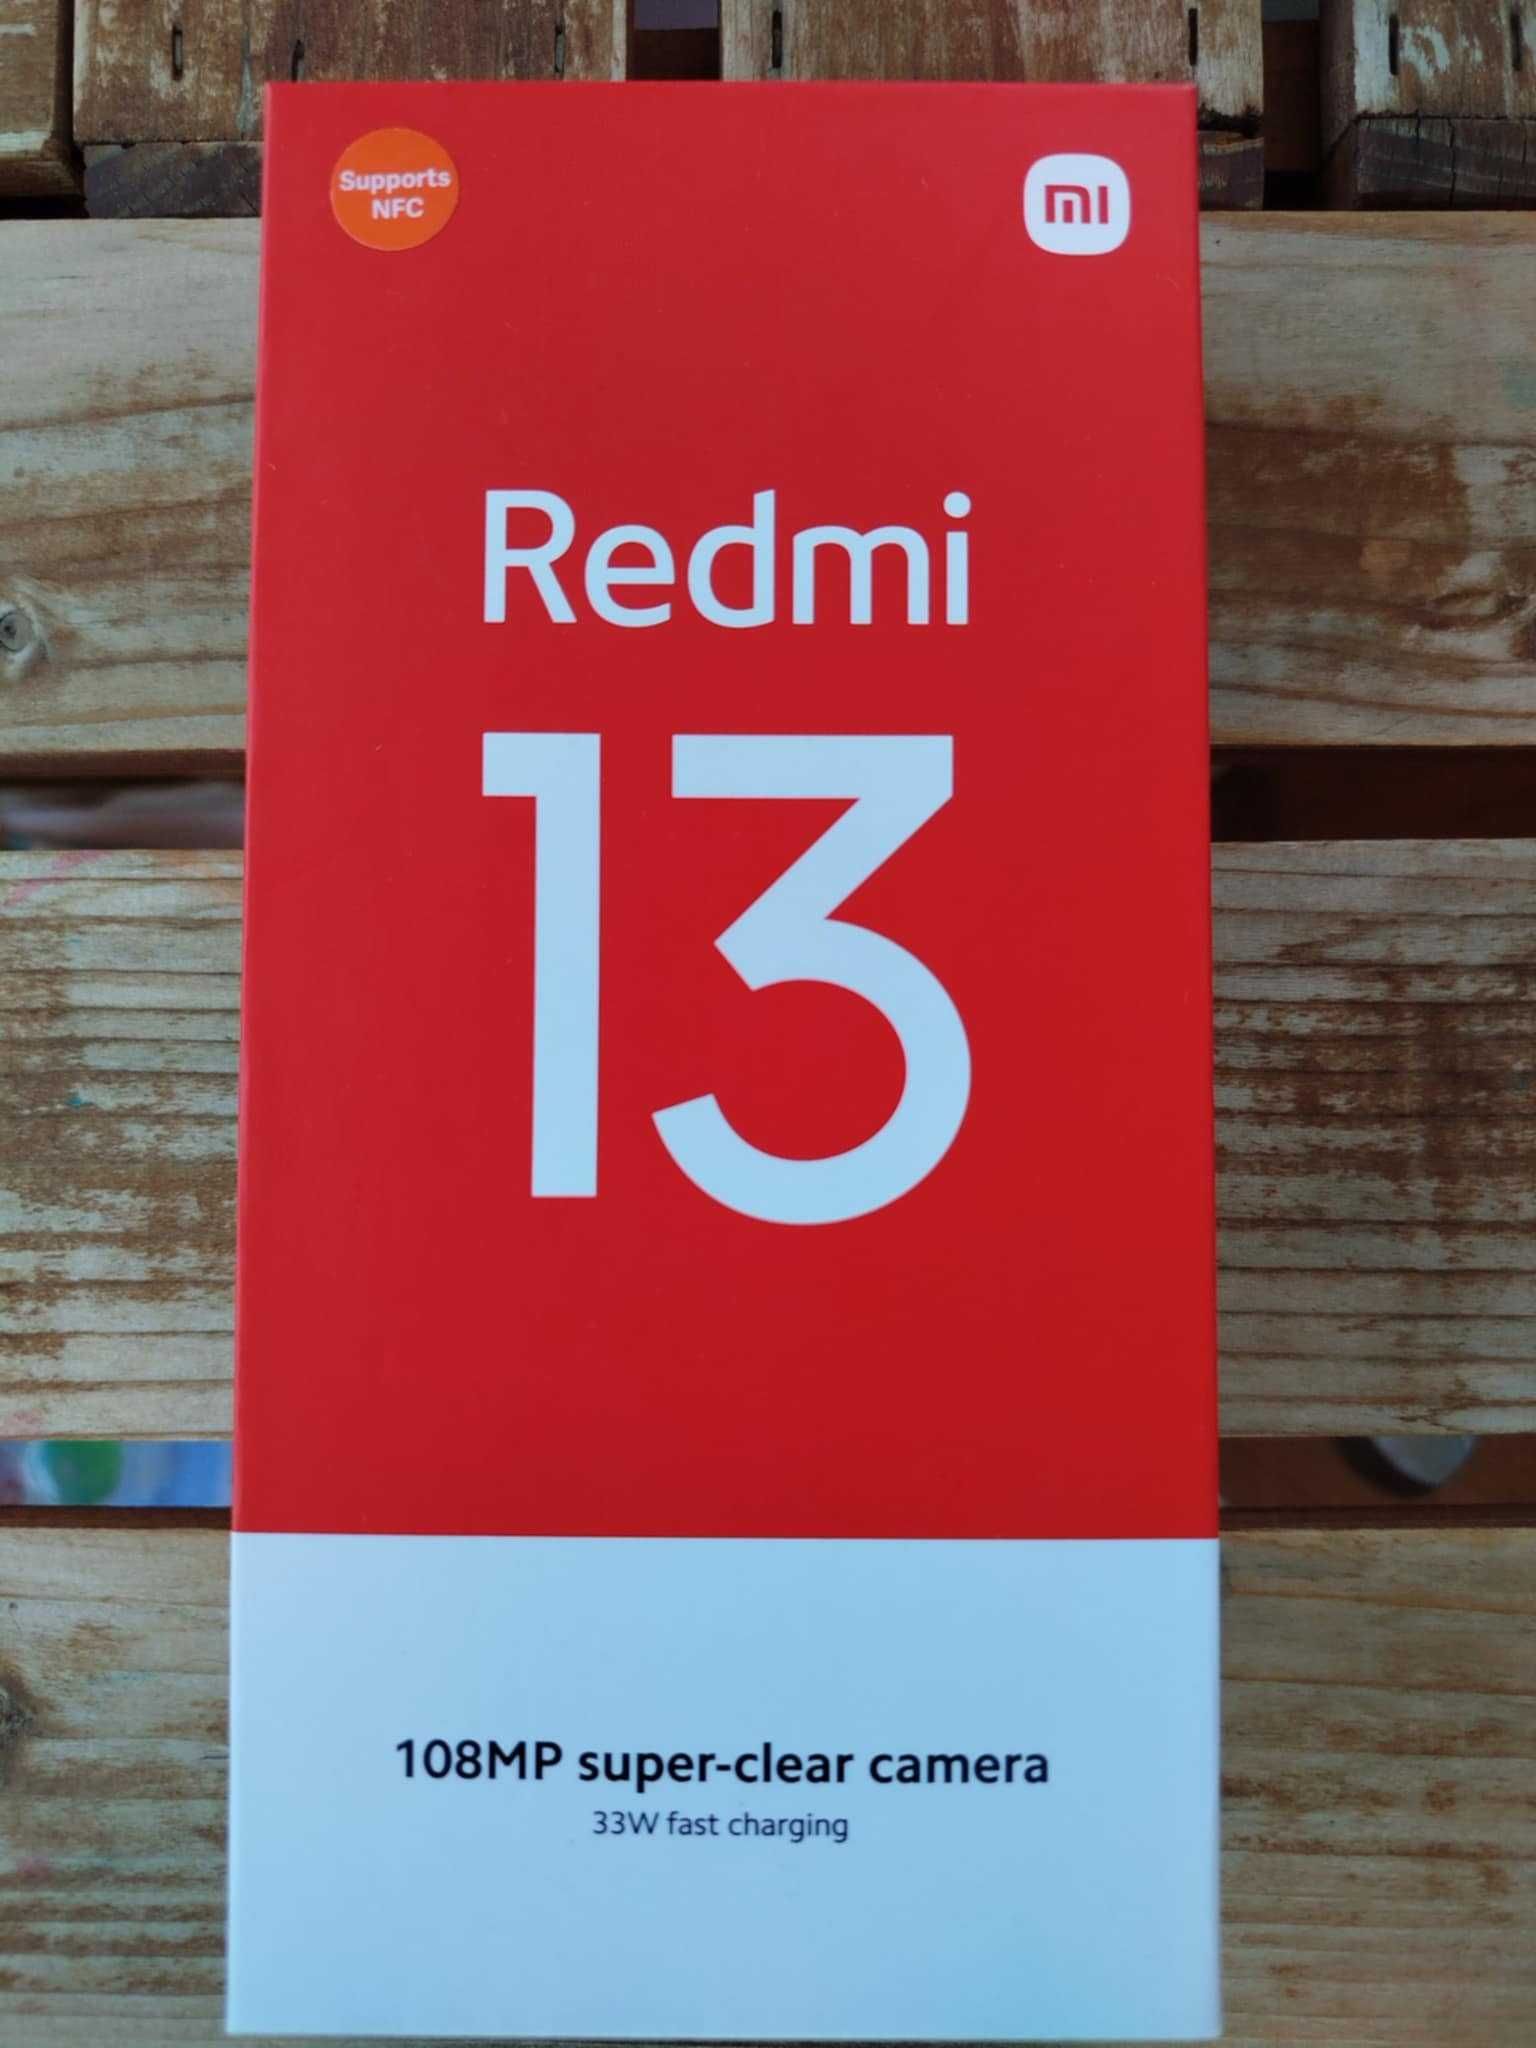 Supports
NFC
mi
Redmi
13
108MP super-clear camera
33W fast charging